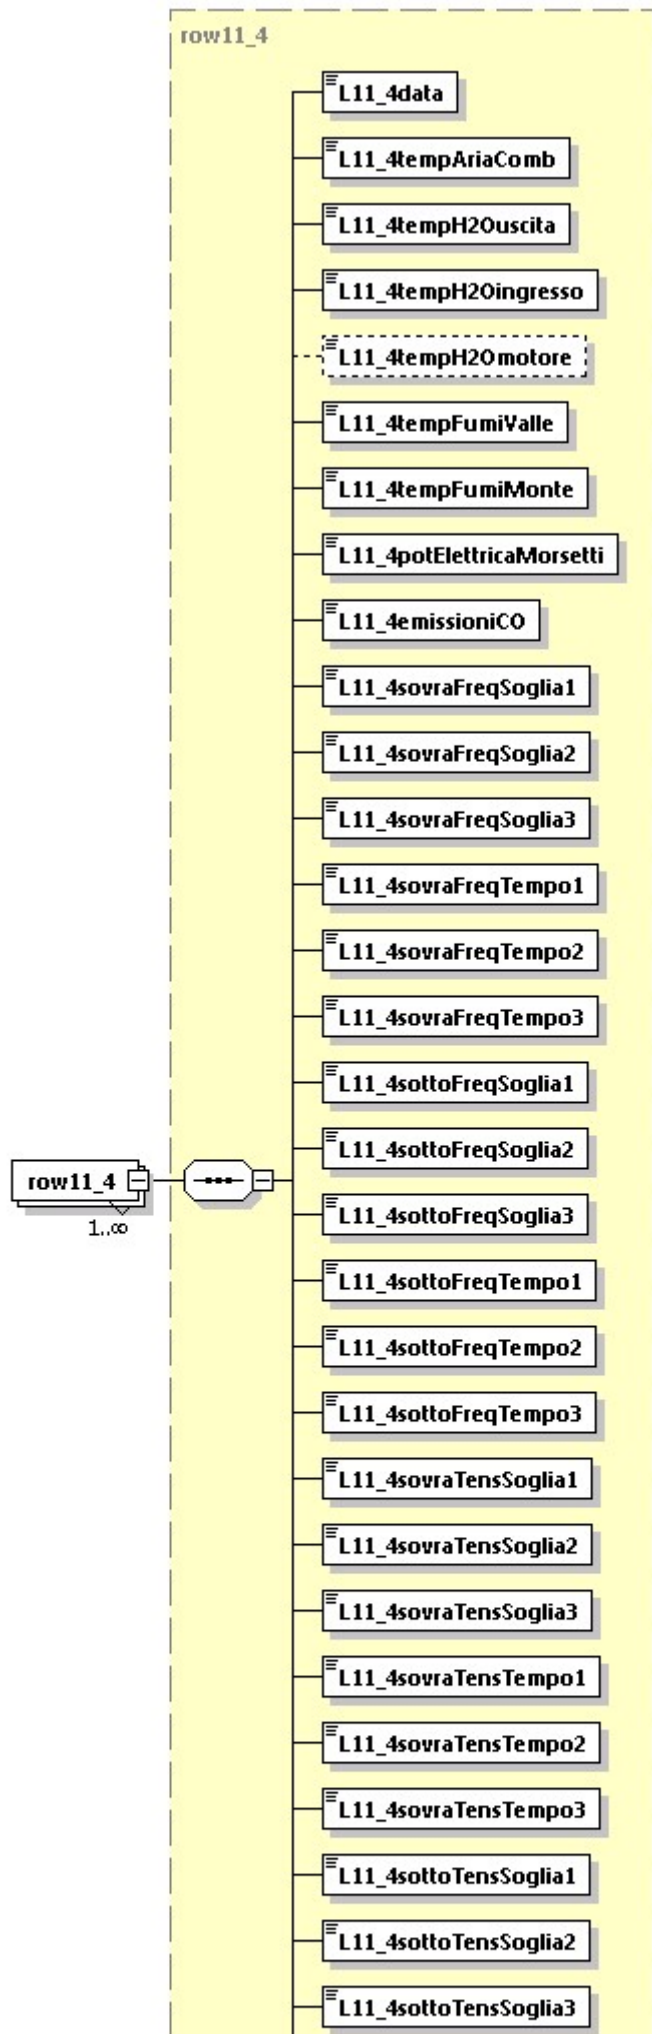 row11_4
L11_4data
L11_4tempAriaComb
L11_4tempH2Ouscita
L11_4tempH2Oingresso
L11_4tempH2Omotore
L11_4tempFumiValle
L11_4tempFumiMonte
L11_4potElettricaMorsetti
L11_4emissioniCO
L11_4sovraFreqSoglia1
L11_4sovraFreqSoglia2
L11_4sovraFreqSoglia3
L11_4sovraFreqTempo1
L11_4sovraFreqTempo2
L11_4sovraFreqTempo3
L11_4sottoFreqSoglia1
L11_4sottoFreqSoglia2
row11_4
1..∞
L11_4sottoFreqSoglia3
L11_4sottoFreqTempo1
L11_4sottoFreqTempo2
L11_4sottoFreqTempo3
L11_4sovraTensSoglia1
L11_4sovraTensSoglia2
L11_4sovraTensSoglia3
L11_4sovraTensTempo1
L11_4sovraTensTempo2
L11_4sovraTensTempo3
L11_4sottoTensSoglia1
L11_4sottoTensSoglia2
L11_4sottoTensSoglia3